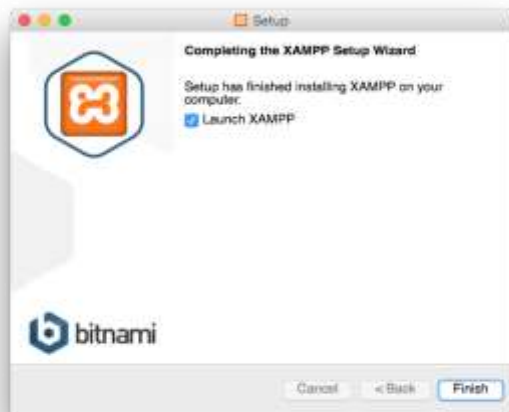 Setup
Completing the XAMPP Setup Wizard
Setup has finished installing XAMPP on your
computer.
Launch XAMPP
bitnami
Cancel
< Back
Finish